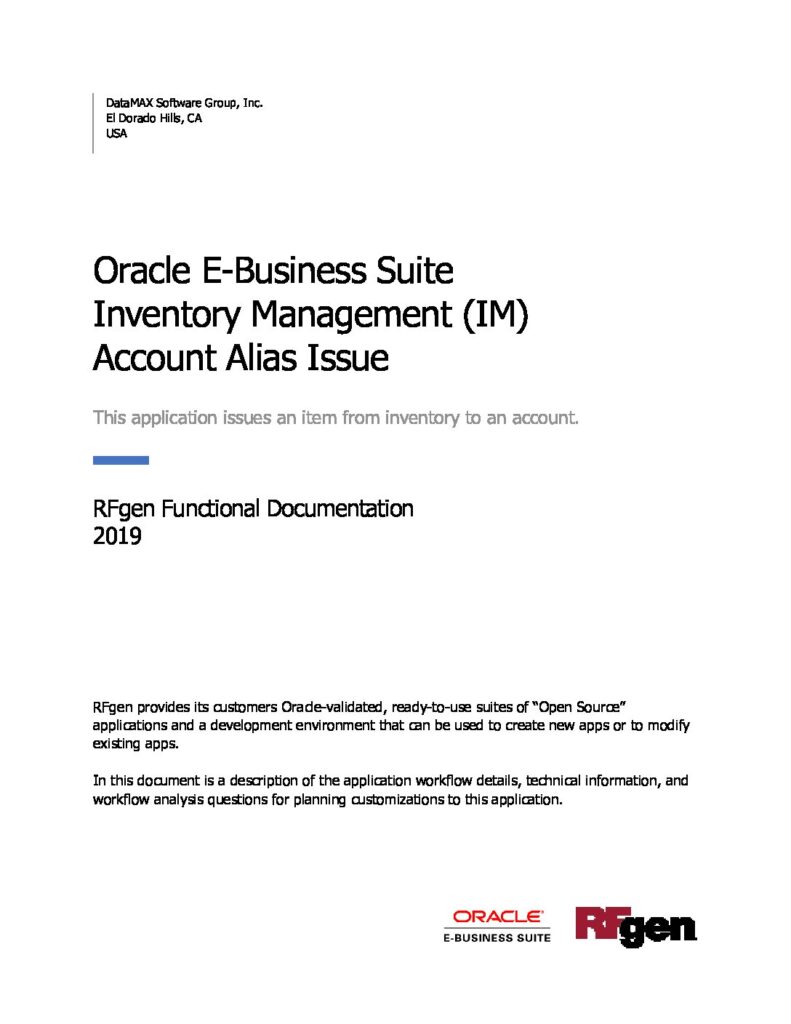 DataMAX Software Group, Inc.
El Dorado Hills, CA
USA
Oracle E-Business Suite
Inventory Management (IM)
Account Alias Issue
This application issues an item from inventory to an account.
RFgen Functional Documentation
2019
RFgen provides its customers Oracle-validated, ready-to-use suites of “Open Source”
applications and a development environment that can be used to create new apps or to modify
existing apps.
In this document is a description of the application workflow details, technical information, and
workflow analysis questions for planning customizations to this application.
ORACLE®
E-BUSINESS SUITE
RFgen